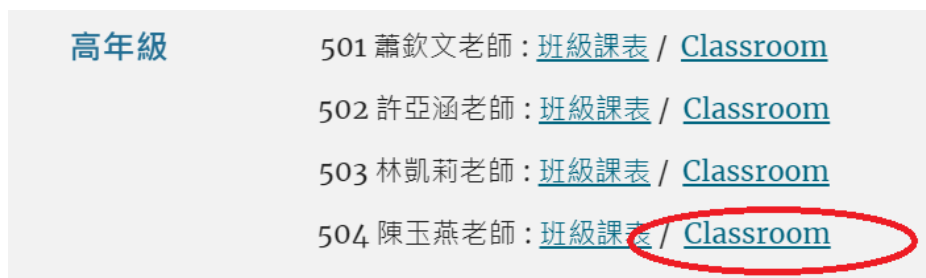 高年級 501 蕭欽文老師 : 班級課表 / Classroom
502 許亞涵老師 : 班級課表 / Classroom
503 林凱莉老師 : 班級課表 / Classroom
504 陳玉燕老師 : 班級課表 / Classroom